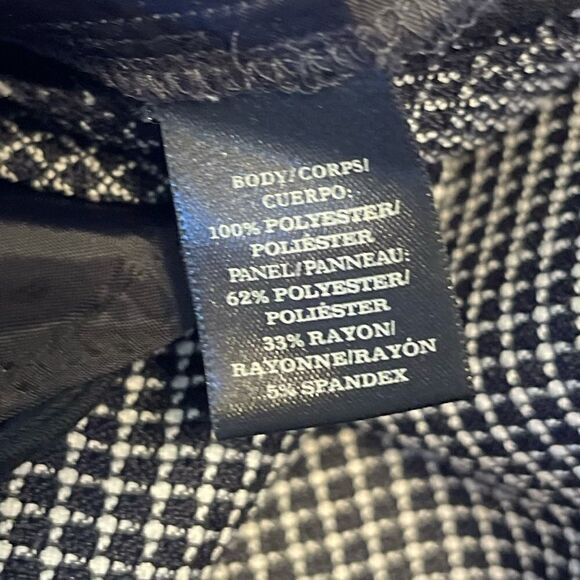 BODY/CORPS/
CUERPO:
100% POLYESTER/
POLIÉSTER
PANEL/PANNEAU:
62% POLYESTER/
POLIÉSTER
33% RAYON/
RAYONNE/RAYÓN
5% SPANDEX